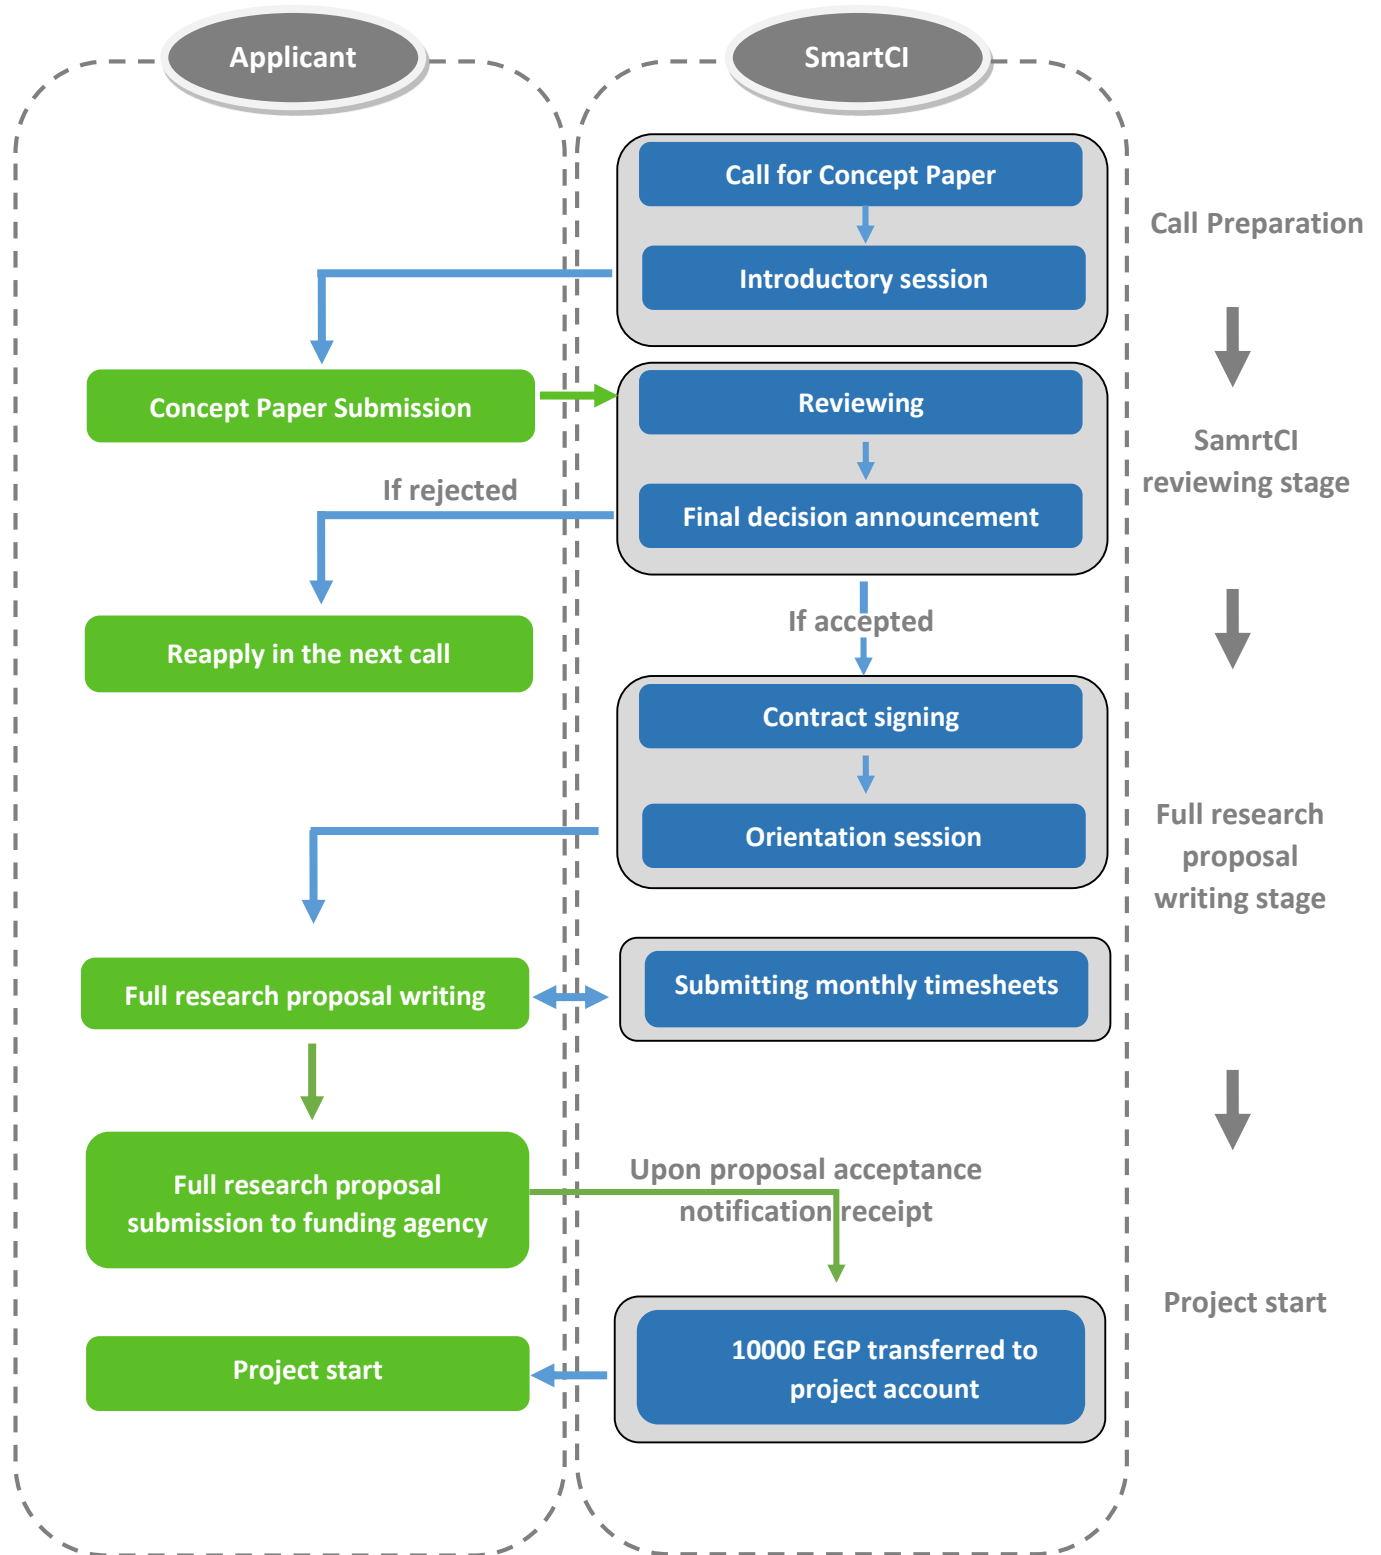 Applicant
SmartCI
Call for Concept Paper
Call Preparation
Introductory session
Concept Paper Submission
Reviewing
SamrtCI
reviewing stage
If rejected
Final decision announcement
If accepted
Reapply in the next call
Contract signing
Orientation session
Full research
proposal
writing stage
Full research proposal writing
Submitting monthly timesheets
Full research proposal
submission to funding agency
Upon proposal acceptance
notification receipt
Project start
10000 EGP transferred to
project account
Project start